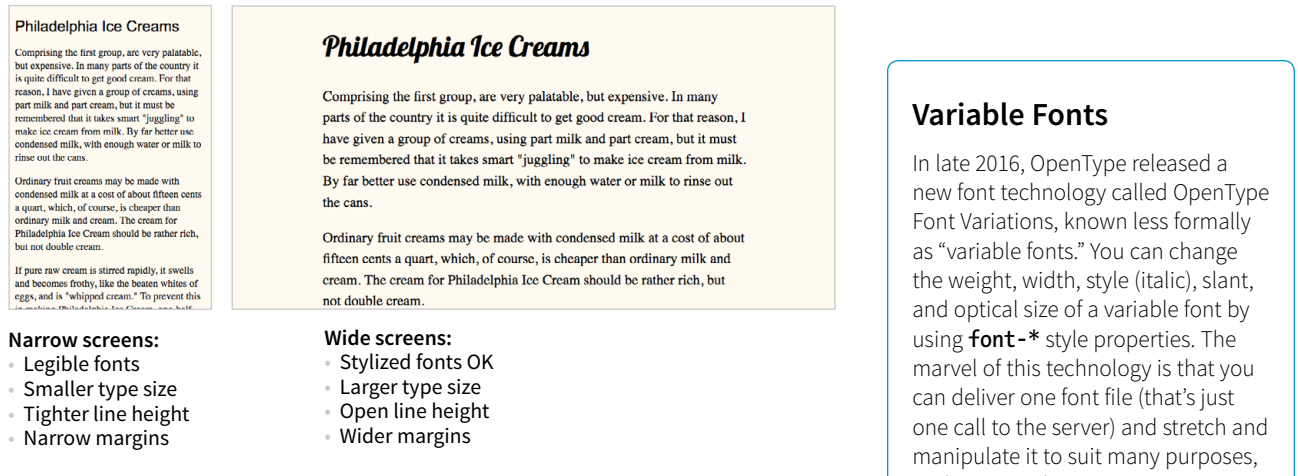 Philadelphia Ice Creams
Comprising the first group, are very palatable,
but expensive. In many parts of the country it
is quite difficult to get good cream. For that
reason, I have given a group of creams, using
part milk and part cream, but it must be
remembered that it takes smart "juggling" to
make ice cream from milk. By far better use
condensed milk, with enough water or milk to
rinse out the cans.
Ordinary fruit creams may be made with
condensed milk at a cost of about fifteen cents
a quart, which, of course, is cheaper than
ordinary milk and cream. The cream for
Philadelphia Ice Cream should be rather rich,
but not double cream.
If pure raw cream is stirred rapidly, it swells
and becomes frothy, like the beaten whites of
eggs, and is "whipped cream." To prevent this
in making Philadelphia Ice Cream, one-half
Narrow screens:
• Legible fonts
• Smaller type size
• Tighter line height
• Narrow margins
Philadelphia Ice Creams
Comprising the first group, are very palatable, but expensive. In many
parts of the country it is quite difficult to get good cream. For that reason, I
have given a group of creams, using part milk and part cream, but it must
be remembered that it takes smart "juggling" to make ice cream from milk.
By far better use condensed milk, with enough water or milk to rinse out
the cans.
Ordinary fruit creams may be made with condensed milk at a cost of about
fifteen cents a quart, which, of course, is cheaper than ordinary milk and
cream. The cream for Philadelphia Ice Cream should be rather rich, but
not double cream.
Wide screens:
• Stylized fonts OK
• Larger type size
• Open line height
• Wider margins
Variable Fonts
In late 2016, OpenType released a
new font technology called OpenType
Font Variations, known less formally
as “variable fonts.” You can change
the weight, width, style (italic), slant,
and optical size of a variable font by
using font-* style properties. The
marvel of this technology is that you
can deliver one font file (that’s just
one call to the server) and stretch and
manipulate it to suit many purposes,